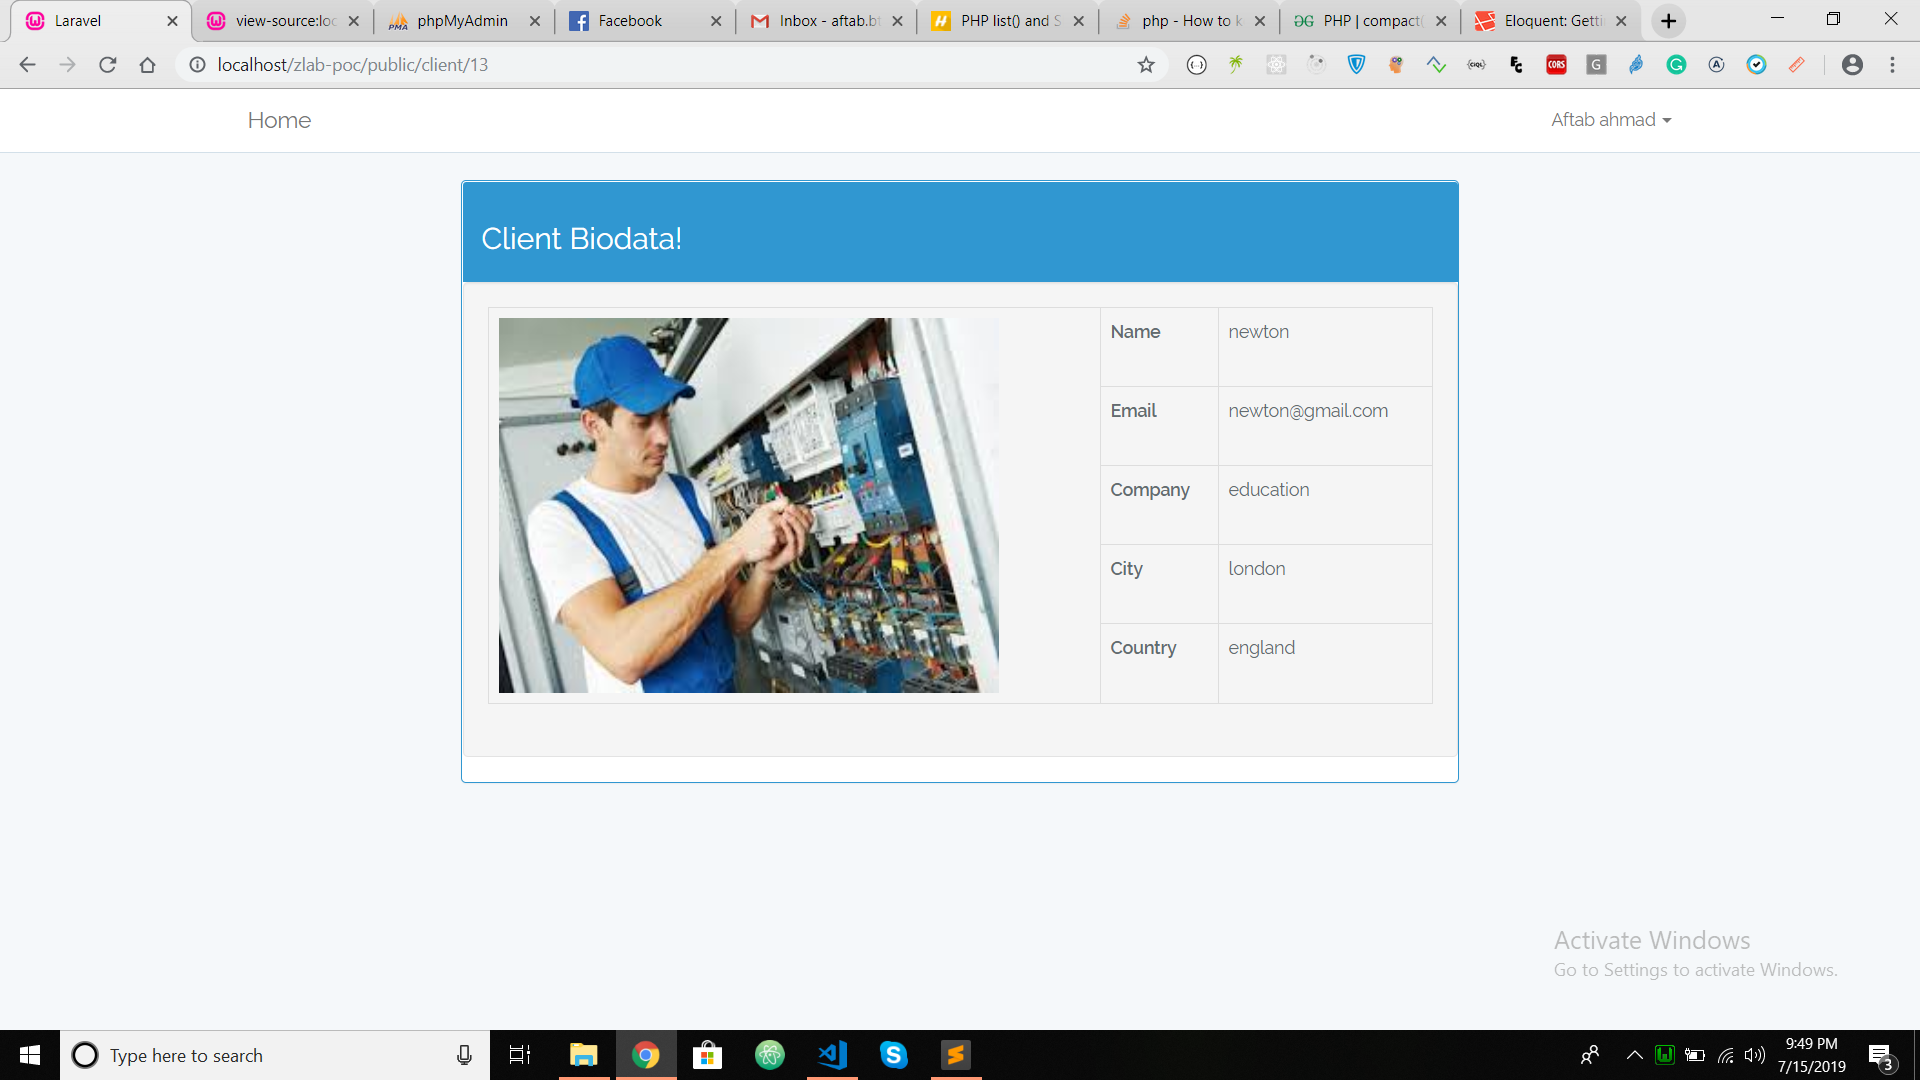 Laravel
view-source:loc
phpMyAdmin
Facebook
Inbox - aftab.bt
PHP list() and S
php - How to k
PHP | compact(
Eloquent: Getti
localhost/zlab-poc/public/client/13
CORS
Home
Aftab ahmad
Client Biodata!
Name newton
Email newton@gmail.com
Company education
City london
Country england
Activate Windows
Go to Settings to activate Windows.
Type here to search
9:49 PM
7/15/2019
3